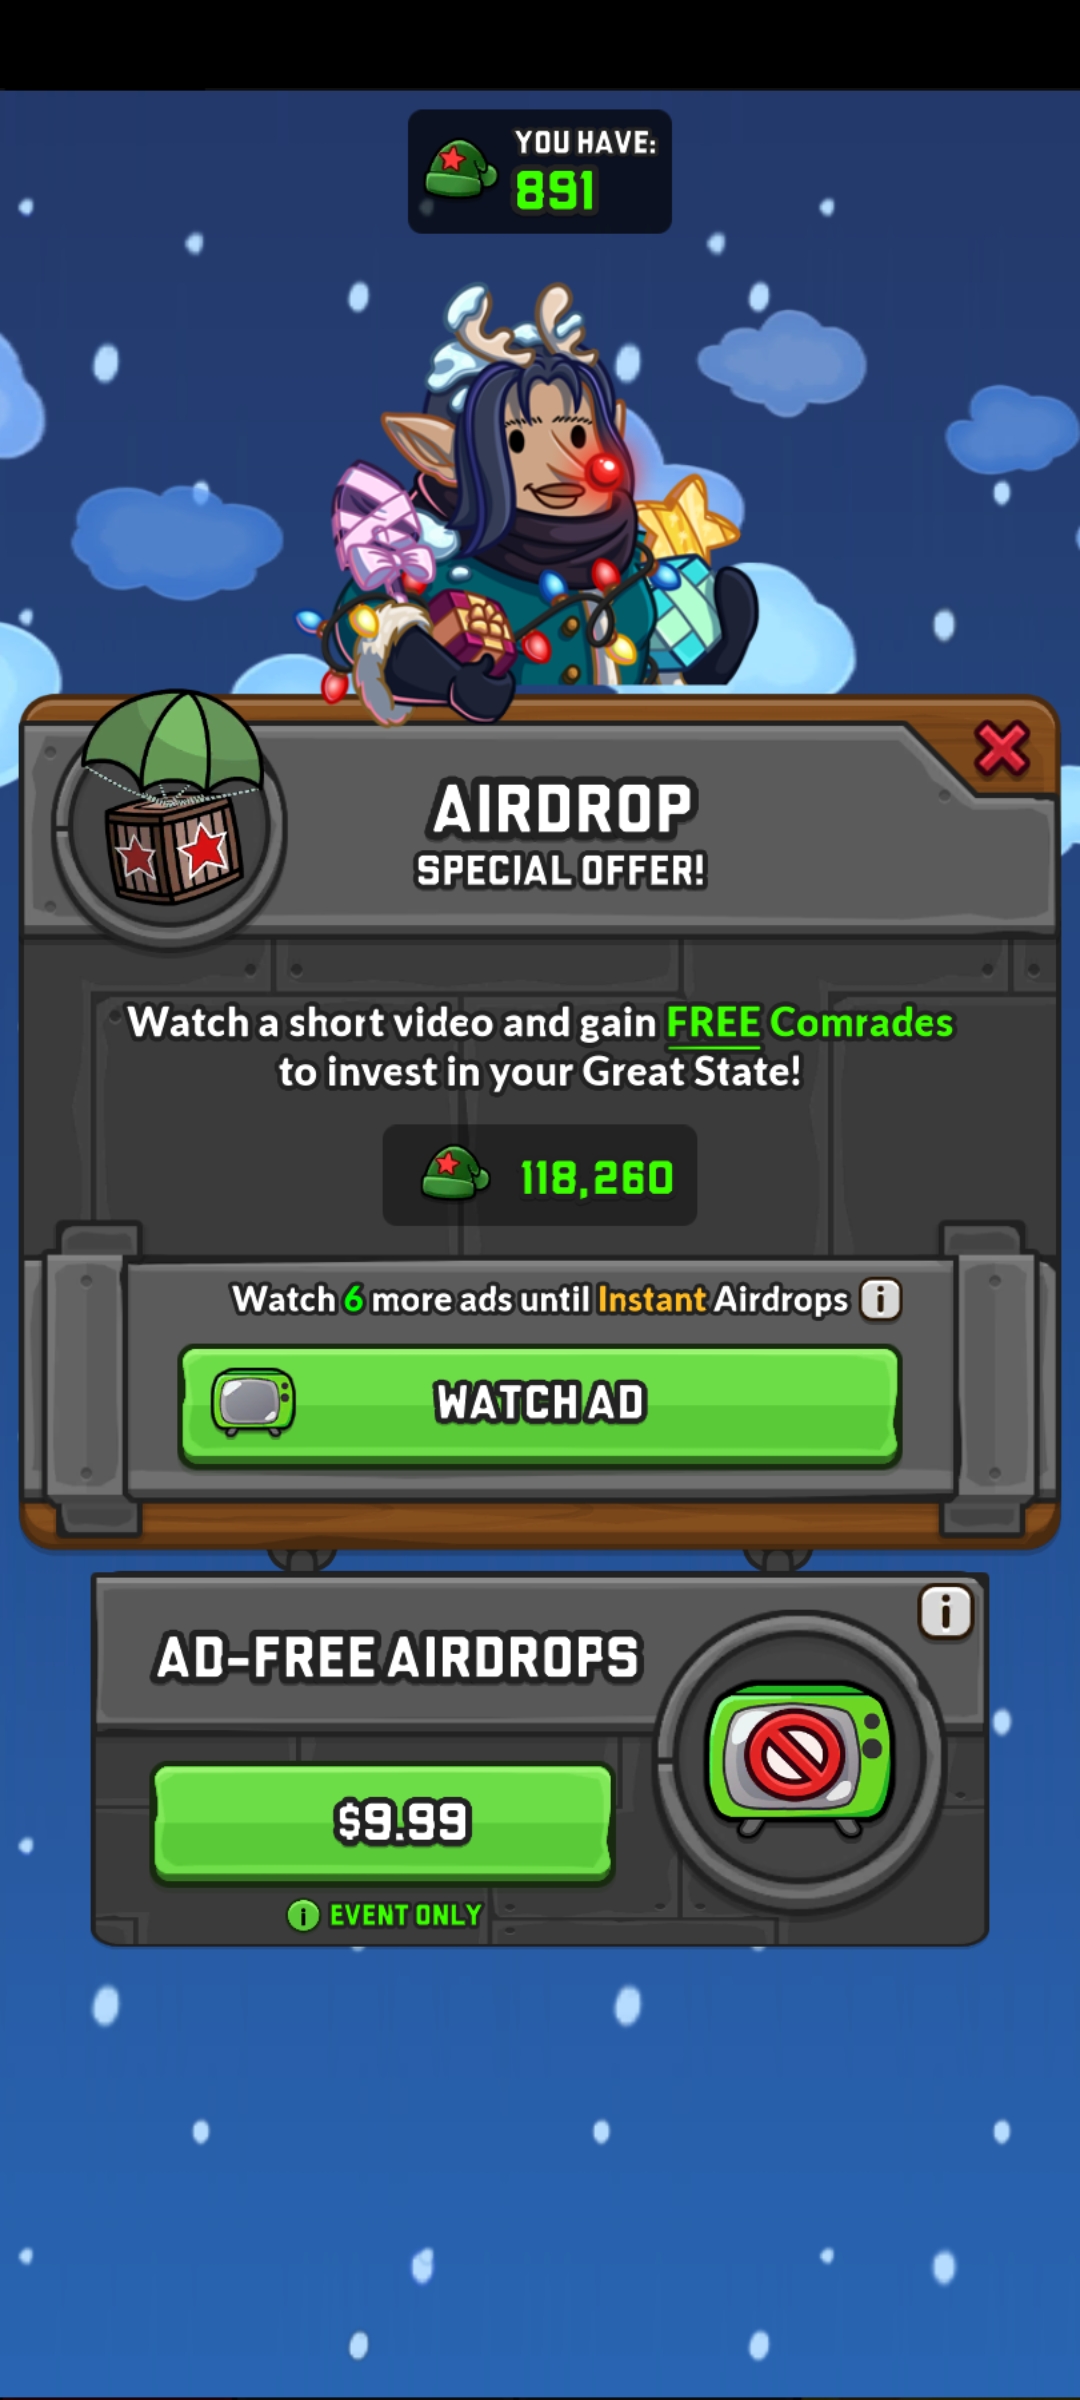 YOU HAVE:
891
AIRDROP
SPECIAL OFFER!
Watch a short video and gain FREE Comrades
to invest in your Great State!
118,260
Watch 6 more ads until Instant Airdrops i
WATCH AD
i
AD-FREE AIRDROPS
$9.99
i EVENT ONLY